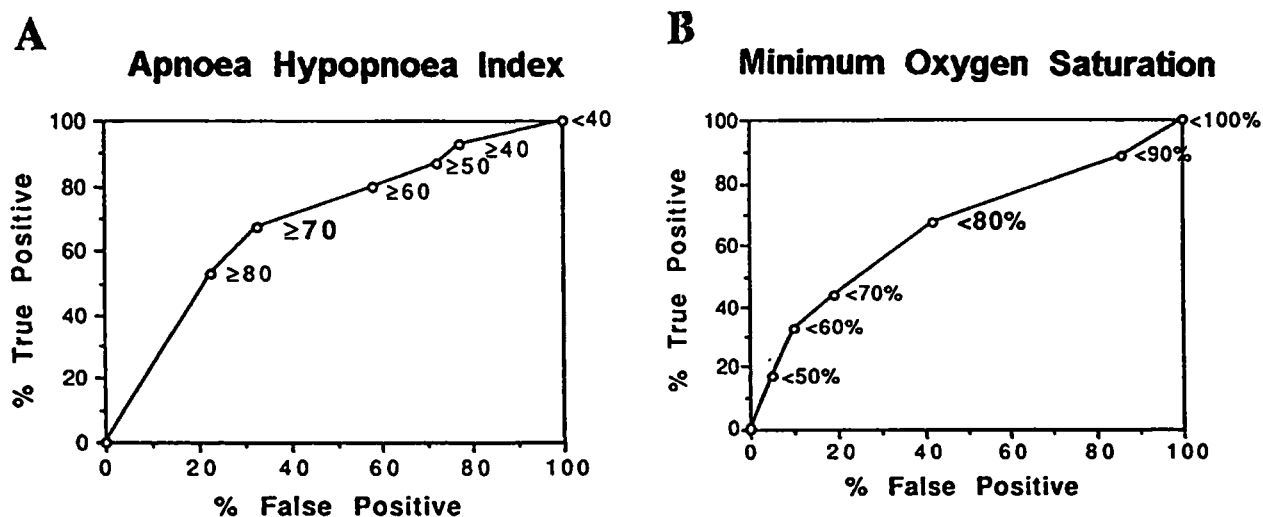 A
Apnoea Hypopnoea Index
100
80
60
40
20
0
% True Positive
<40
≥40
≥50
≥60
≥70
≥80
0 20 40 60 80 100
% False Positive
B
Minimum Oxygen Saturation
100
80
60
40
20
0
% True Positive
<100%
<90%
<80%
<70%
<60%
<50%
0 20 40 60 80 100
% False Positive